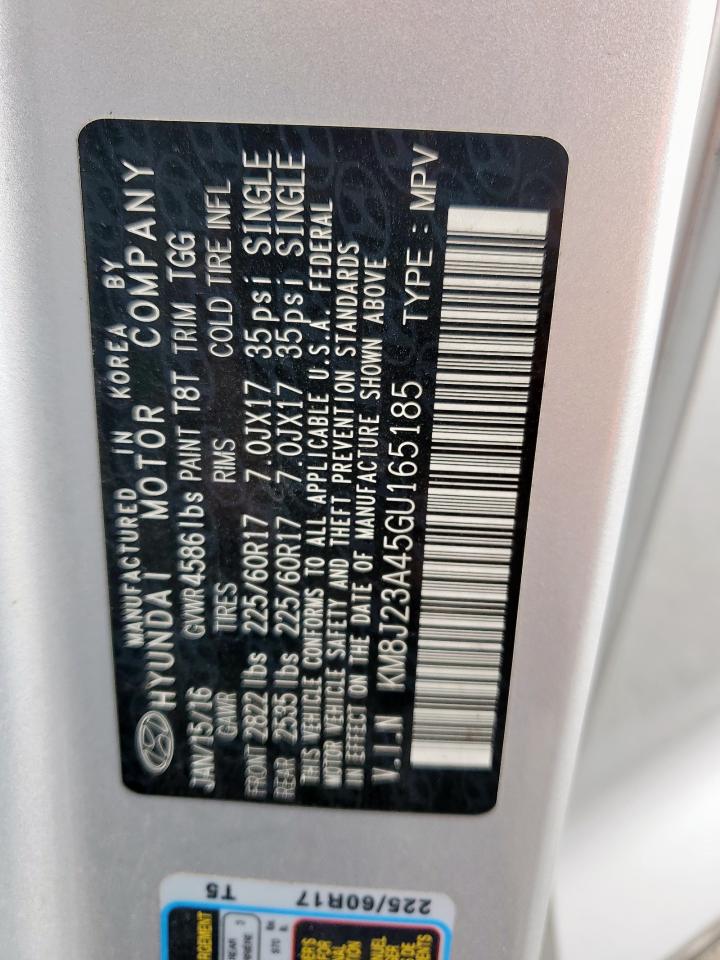 MANUFACTURED IN KOREA BY
HYUNDAI MOTOR COMPANY
JAN/15/16 GVWR 4586 lbs PAINT T8T TRIM TGG
GAWR TIRES RIMS COLD TIRE INFL
FRONT 2822 lbs 225/60R17 7.0JX17 35psi SINGLE
REAR 2535 lbs 225/60R17 7.0JX17 35psi SINGLE
THIS VEHICLE CONFORMS TO ALL APPLICABLE U.S.A. FEDERAL
MOTOR VEHICLE SAFETY AND THEFT PREVENTION STANDARDS
IN EFFECT ON THE DATE OF MANUFACTURE SHOWN ABOVE
V.I.N KM8J23A45GU165185 TYPE : MPV
T5
225/60R17